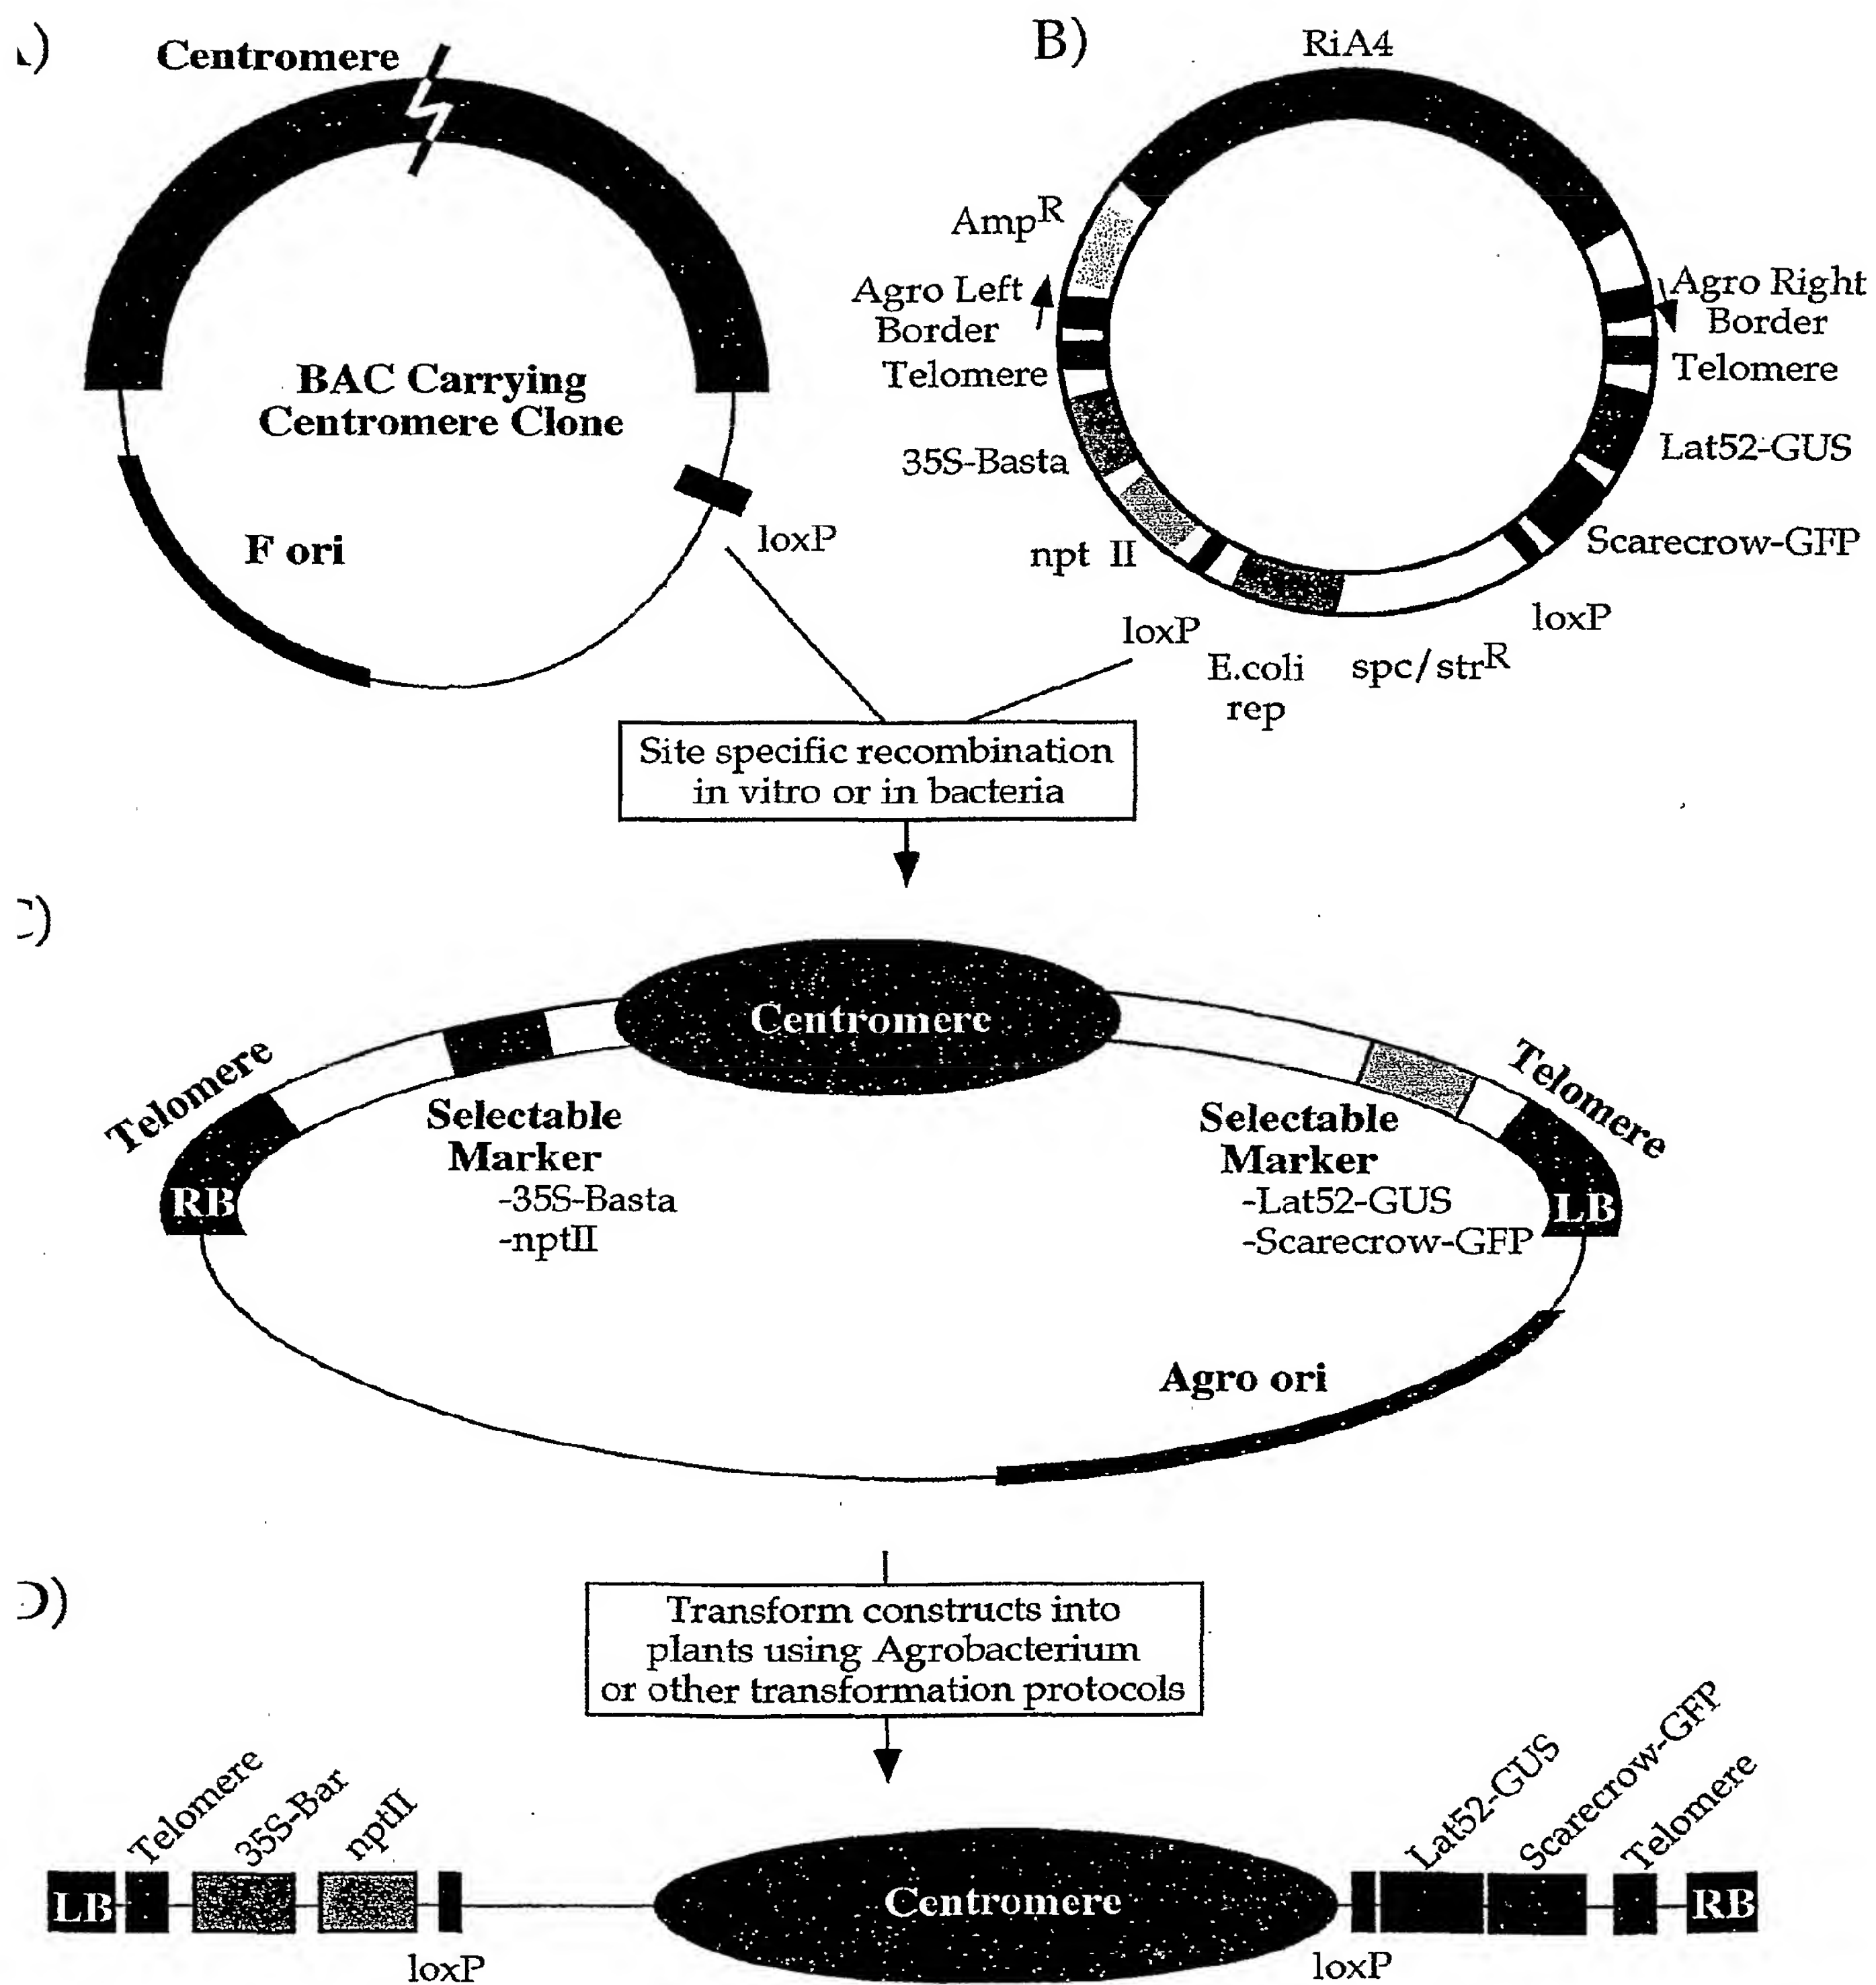 Centromere
BAC Carrying
Centromere Clone
F ori
loxP
B)
RiA4
Amp^R
Agro Left
Border
Telomere
35S-Basta
npt II
loxP
E.coli
rep
spc/str^R
loxP
Scarecrow-GFP
Lat52-GUS
Telomere
Agro Right
Border
Site specific recombination
in vitro or in bacteria
Telomere
RB
Selectable
Marker
-35S-Basta
-nptII
Centromere
Selectable
Marker
-Lat52-GUS
-Scarecrow-GFP
Telomere
LB
Agro ori
Transform constructs into
plants using Agrobacterium
or other transformation protocols
LB
Telomere
35S-Bar
nptII
loxP
Centromere
loxP
Lat52-GUS
Scarecrow-GFP
Telomere
RB